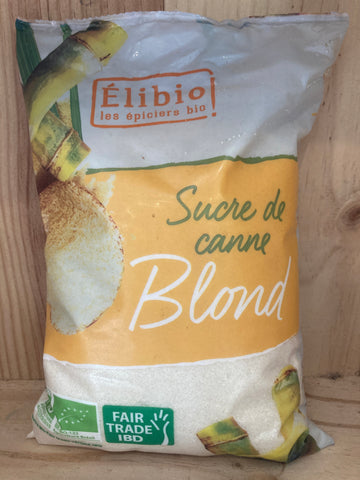 Élibio!
les épiciers bio
Sucre de
canne
Blond
FAIR
TRADE
IBD